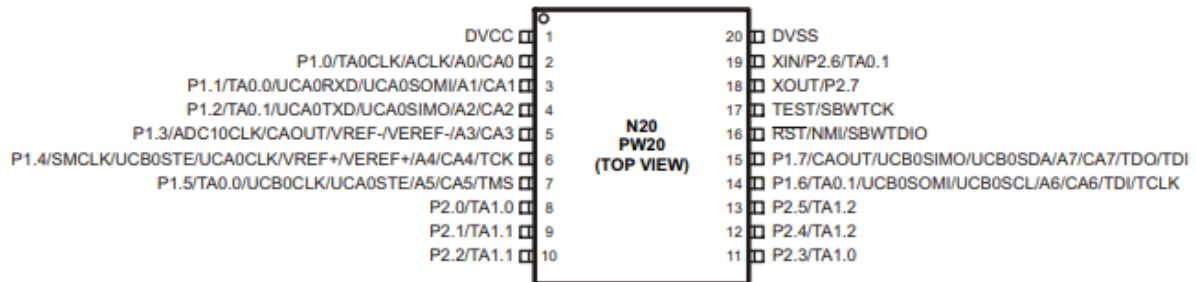 DVCC 1
P1.0/TA0CLK/ACLK/A0/CA0 2
P1.1/TA0.0/UCA0RXD/UCA0SOMI/A1/CA1 3
P1.2/TA0.1/UCA0TXD/UCA0SIMO/A2/CA2 4
P1.3/ADC10CLK/CAOUT/VREF-/VEREF-/A3/CA3 5
P1.4/SMCLK/UCB0STE/UCA0CLK/VREF+/VEREF+/A4/CA4/TCK 6
P1.5/TA0.0/UCB0CLK/UCA0STE/A5/CA5/TMS 7
P2.0/TA1.0 8
P2.1/TA1.1 9
P2.2/TA1.1 10
N20
PW20
(TOP VIEW)
20 DVSS
19 XIN/P2.6/TA0.1
18 XOUT/P2.7
17 TEST/SBWTCK
16 RST/NMI/SBWTDIO
15 P1.7/CAOUT/UCB0SIMO/UCB0SDA/A7/CA7/TDO/TDI
14 P1.6/TA0.1/UCB0SOMI/UCB0SCL/A6/CA6/TDI/TCLK
13 P2.5/TA1.2
12 P2.4/TA1.2
11 P2.3/TA1.0